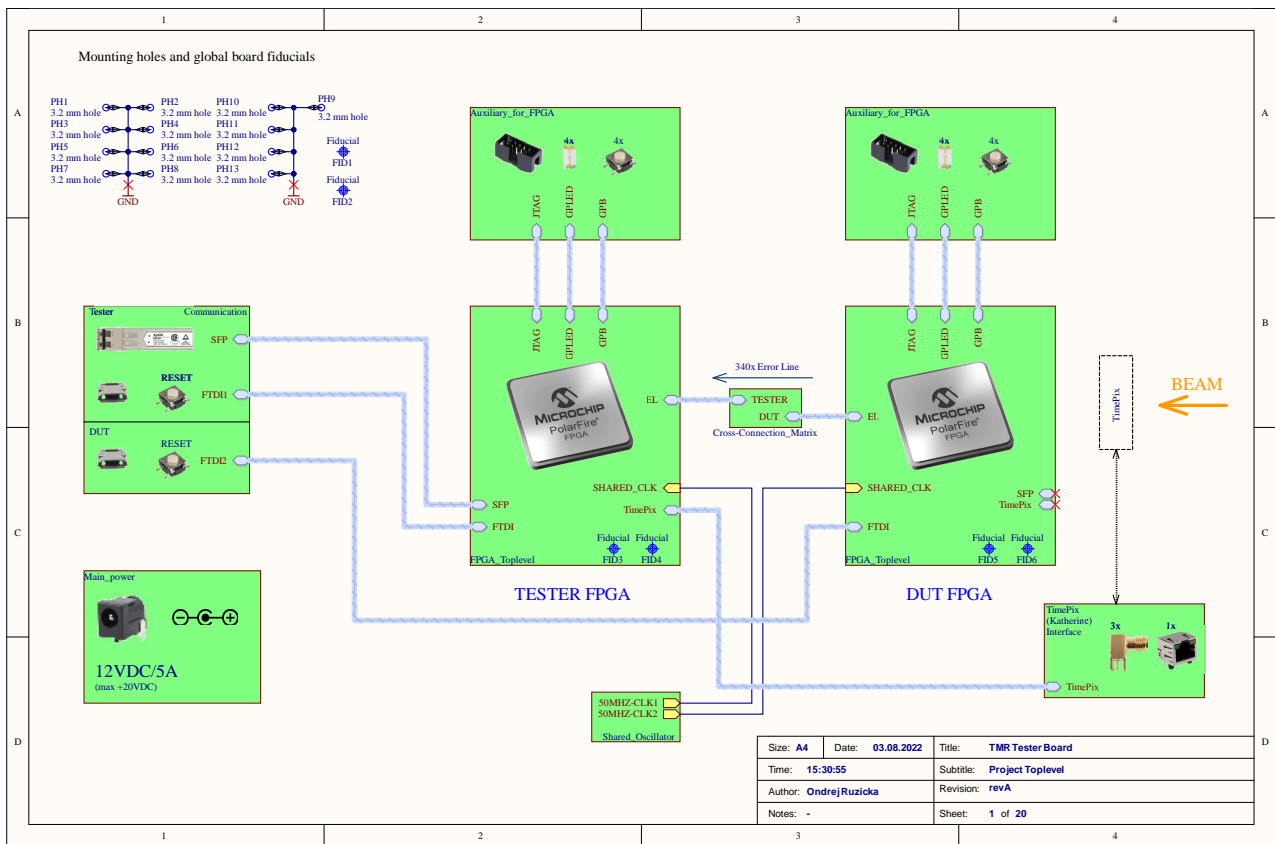 1 2 3 4
A A
B B
C C
D D
1 2 3 4
Mounting holes and global board fiducials
PH1
3.2 mm hole
PH3
3.2 mm hole
PH5
3.2 mm hole
PH7
3.2 mm hole
PH2
3.2 mm hole
PH4
3.2 mm hole
PH6
3.2 mm hole
PH8
3.2 mm hole
GND
PH10
3.2 mm hole
PH11
3.2 mm hole
PH12
3.2 mm hole
PH13
3.2 mm hole
PH9
3.2 mm hole
GND
Fiducial
FID1
Fiducial
FID2
Auxiliary_for_FPGA
4x 4x
JTAG
GPLED
GPB
Auxiliary_for_FPGA
4x 4x
JTAG
GPLED
GPB
Tester Communication
SFP
RESET
FTDI1
DUT
RESET
FTDI2
JTAG
GPLED
GPB
MICROCHIP
PolarFire®
FPGA
EL
SHARED_CLK
TimePix
SFP
FTDI
Fiducial
FID3
Fiducial
FID4
FPGA_Toplevel
TESTER FPGA
340x Error Line
TESTER
DUT
Cross-Connection_Matrix
JTAG
GPLED
GPB
MICROCHIP
PolarFire®
FPGA
EL
SHARED_CLK
SFP
TimePix
FTDI
Fiducial
FID5
Fiducial
FID6
FPGA_Toplevel
DUT FPGA
TimePix
BEAM
Main_power
12VDC/5A
(max +20VDC)
TimePix
(Katherine)
Interface
3x 1x
TimePix
50MHZ-CLK1
50MHZ-CLK2
Shared_Oscillator
Size: A4 Date: 03.08.2022 Title: TMR Tester Board
Time: 15:30:55 Subtitle: Project Toplevel
Author: Ondrej Ruzicka Revision: revA
Notes: - Sheet: 1 of 20